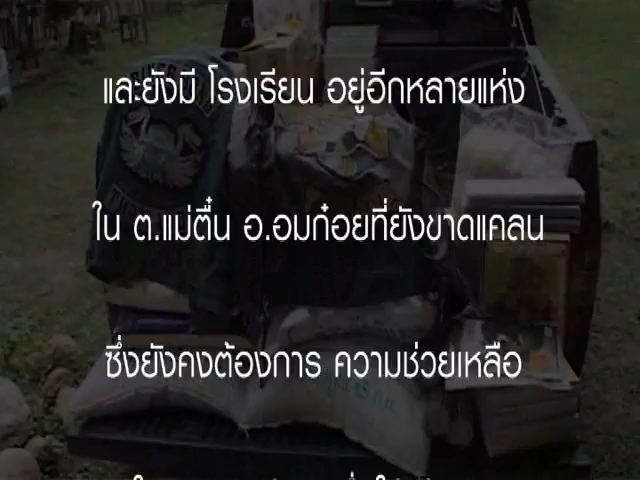 และยังมี โรงเรียน อยู่อีกหลายแห่ง
ใน ต.แม่ตื่น อ.อมก๋อยที่ยังขาดแคลน
ซึ่งยังคงต้องการ ความช่วยเหลือ